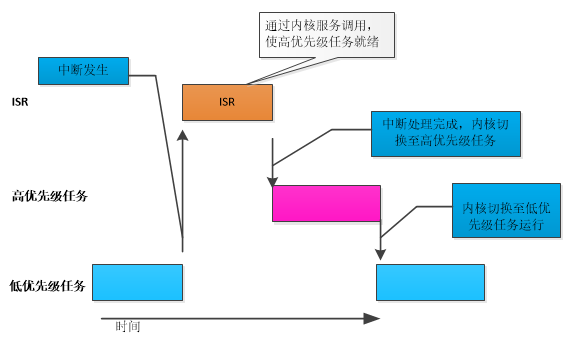 通过内核服务调用，
使高优先级任务就绪
中断发生
ISR
ISR
中断处理完成，内核切
换至高优先级任务
高优先级任务
内核切换至低优
先级任务运行
低优先级任务
时间